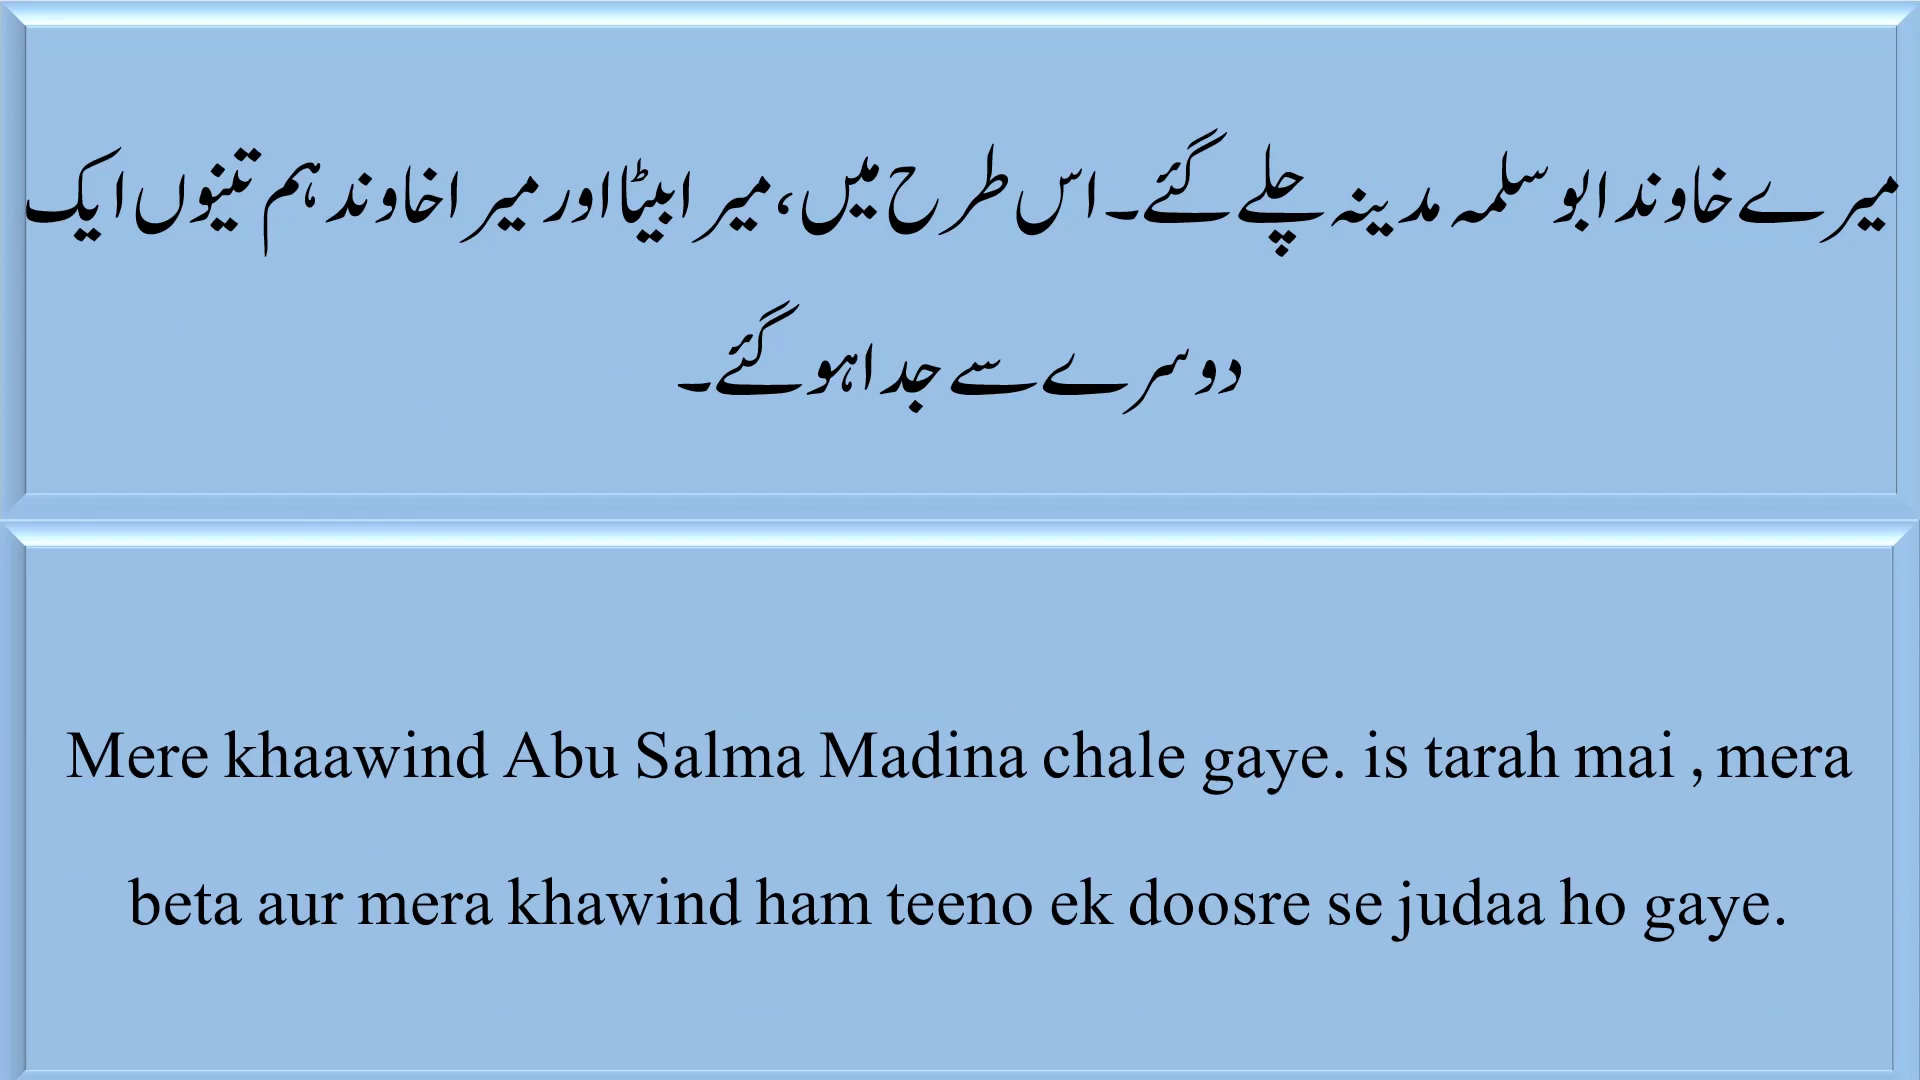 میرے خاوند ابو سلمہ مدینہ چلے گئے۔ اس طرح میں، میرا بیٹا اور میرا خاوند ہم تینوں ایک
دوسرے سے جدا ہو گئے۔
Mere khaawind Abu Salma Madina chale gaye. is tarah mai , mera
beta aur mera khawind ham teeno ek doosre se judaa ho gaye.